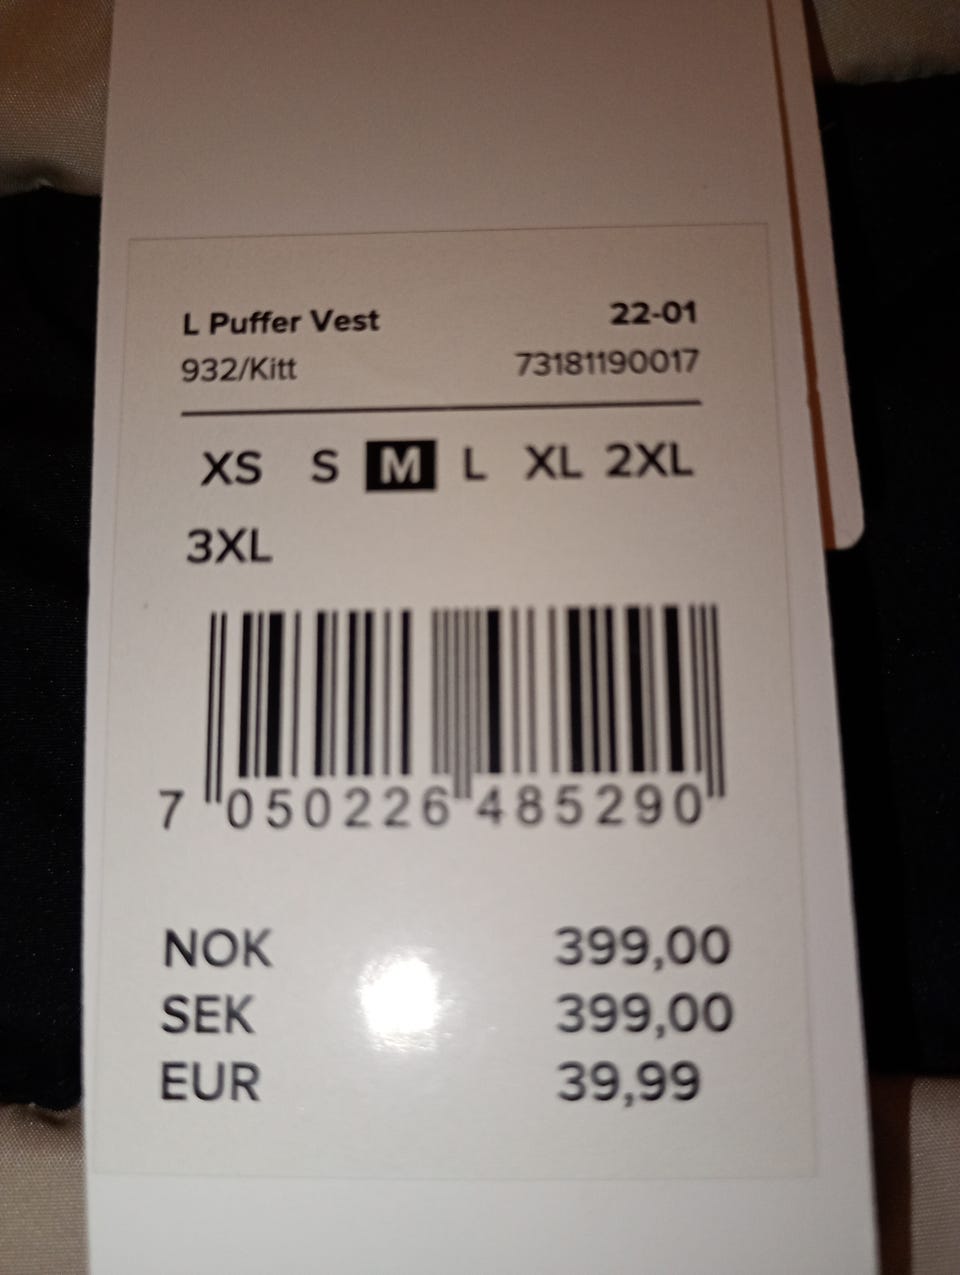 L Puffer Vest 22-01
932/Kitt 73181190017
XS S M L XL 2XL
3XL
7 050226 485290
NOK 399,00
SEK 399,00
EUR 39,99